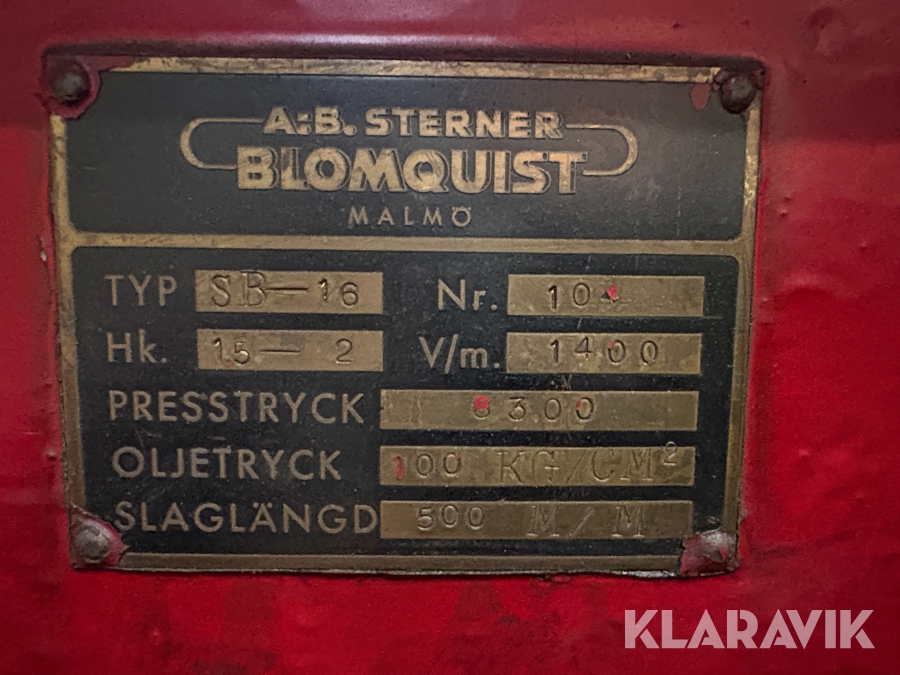 A.B. STERNER
BLOMQUIST
MALMÖ
TYP SB-16 Nr.
Hk. 15-2 V/m. 1400
PRESSTRYCK
OLJETRYCK 100 KG/CM²
SLAGLÄNGD 500 M/M
KLARAVIK